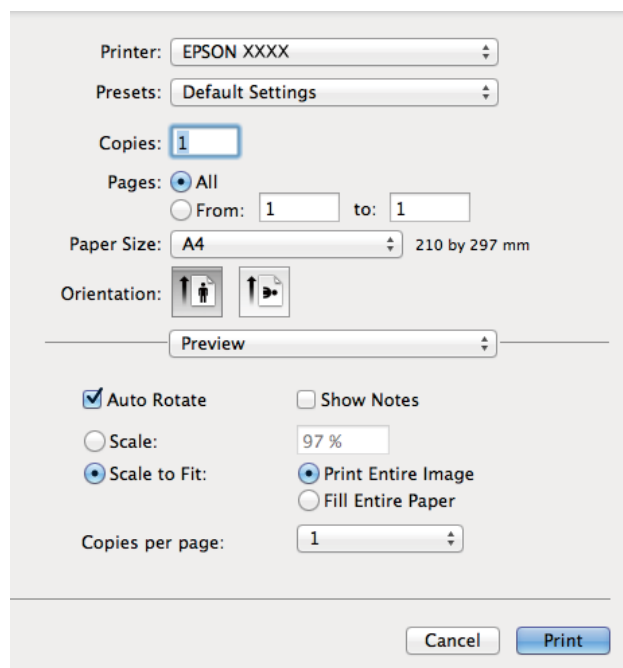 Printer: EPSON XXXX
Presets: Default Settings
Copies: 1
Pages: All
From: 1 to: 1
Paper Size: A4 210 by 297 mm
Orientation:
Preview
Auto Rotate Show Notes
Scale: 97 %
Scale to Fit: Print Entire Image
Fill Entire Paper
Copies per page: 1
Cancel Print